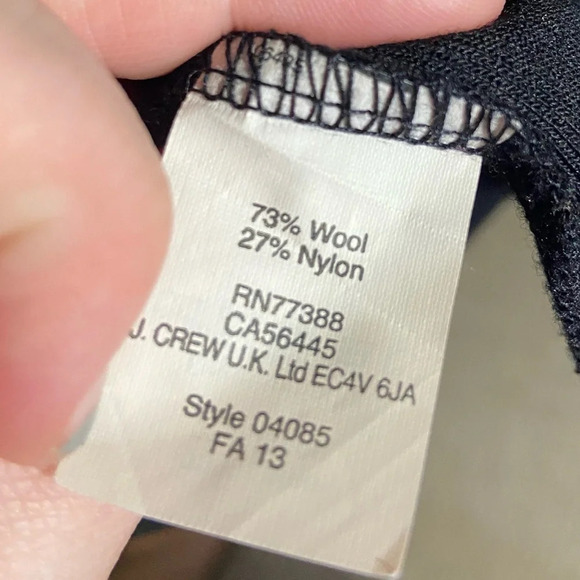 73% Wool
27% Nylon
RN77388
CA56445
J. CREW U.K. Ltd EC4V 6JA
Style 04085
FA 13